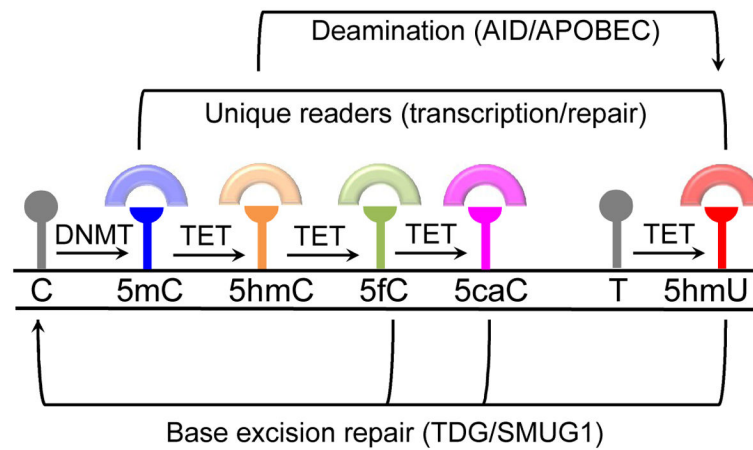 Deamination (AID/APOBEC)
Unique readers (transcription/repair)
DNMT TET TET TET TET
C 5mC 5hmC 5fC 5caC T 5hmU
Base excision repair (TDG/SMUG1)